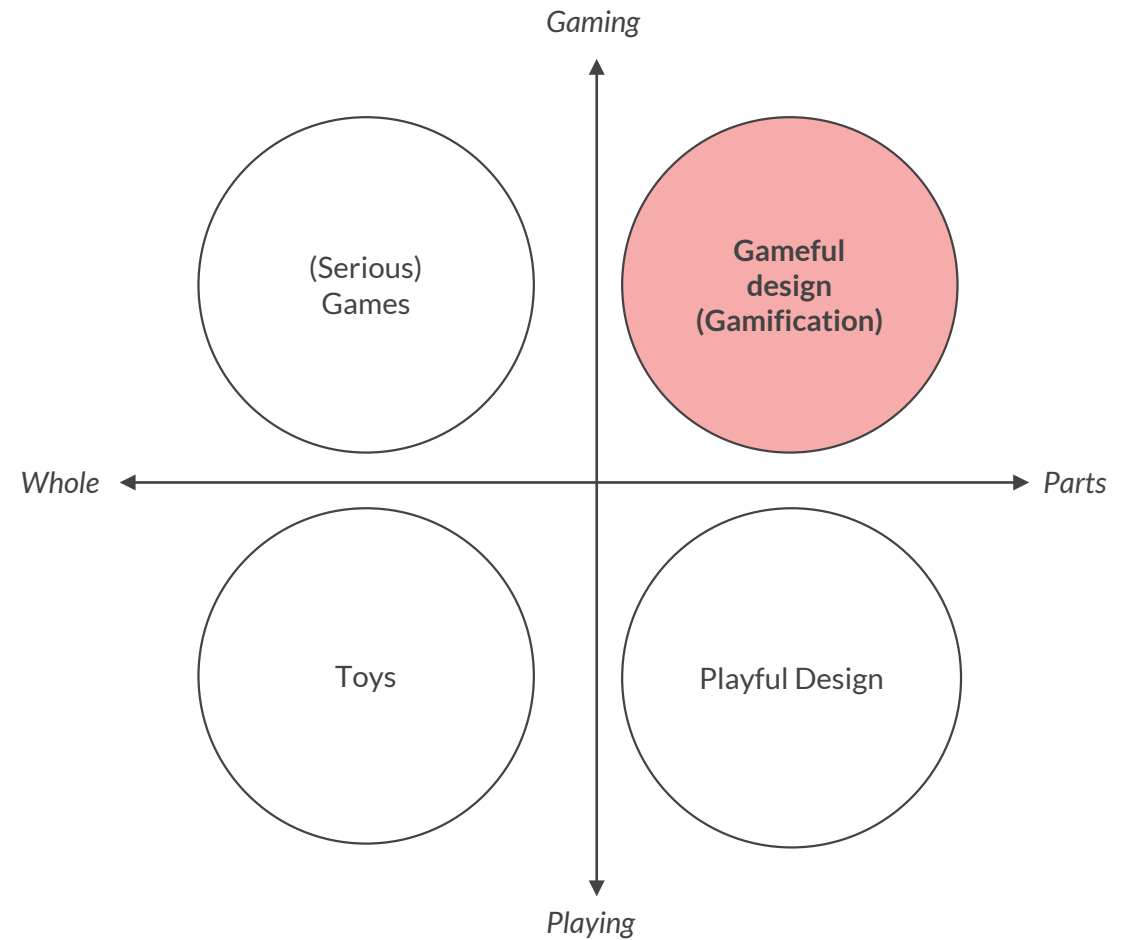 Gaming
(Serious)
Games
Gameful
design
(Gamification)
Whole
Parts
Toys
Playful Design
Playing